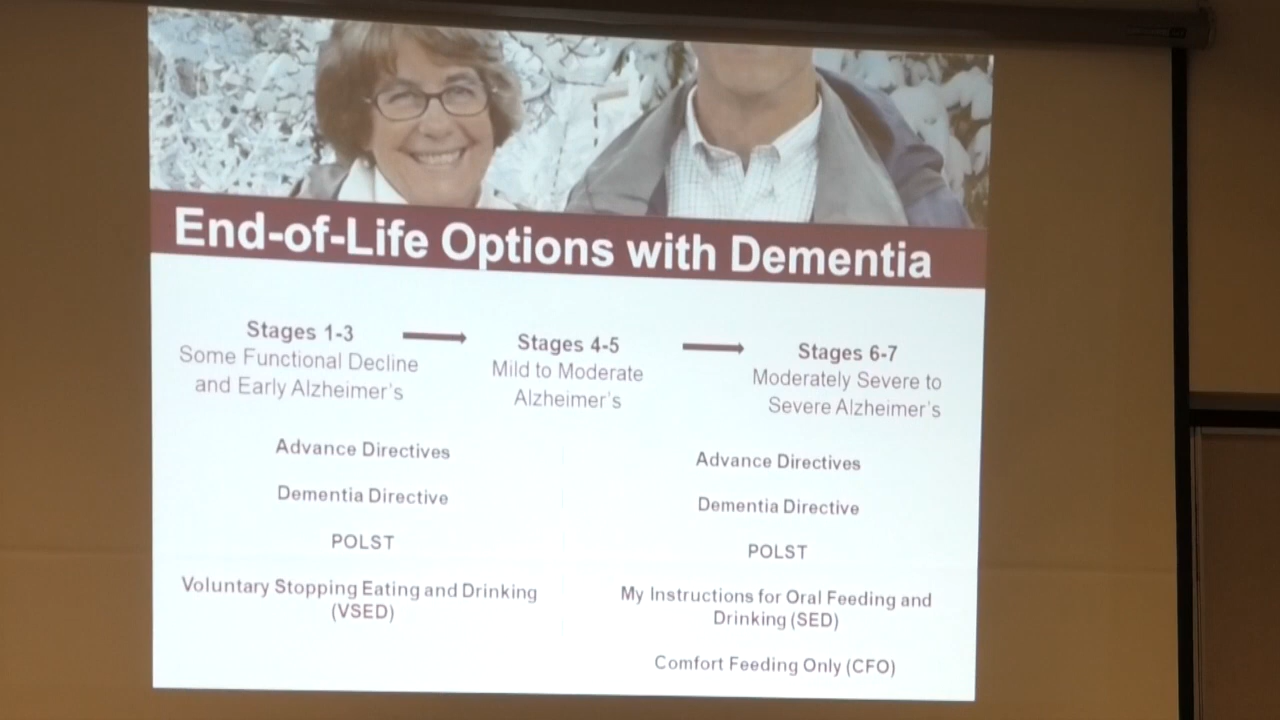 End-of-Life Options with Dementia
Stages 1-3
Some Functional Decline
and Early Alzheimer's
Stages 4-5
Mild to Moderate
Alzheimer's
Stages 6-7
Moderately Severe to
Severe Alzheimer's
Advance Directives
Dementia Directive
POLST
Voluntary Stopping Eating and Drinking
(VSED)
Advance Directives
Dementia Directive
POLST
My Instructions for Oral Feeding and
Drinking (SED)
Comfort Feeding Only (CFO)